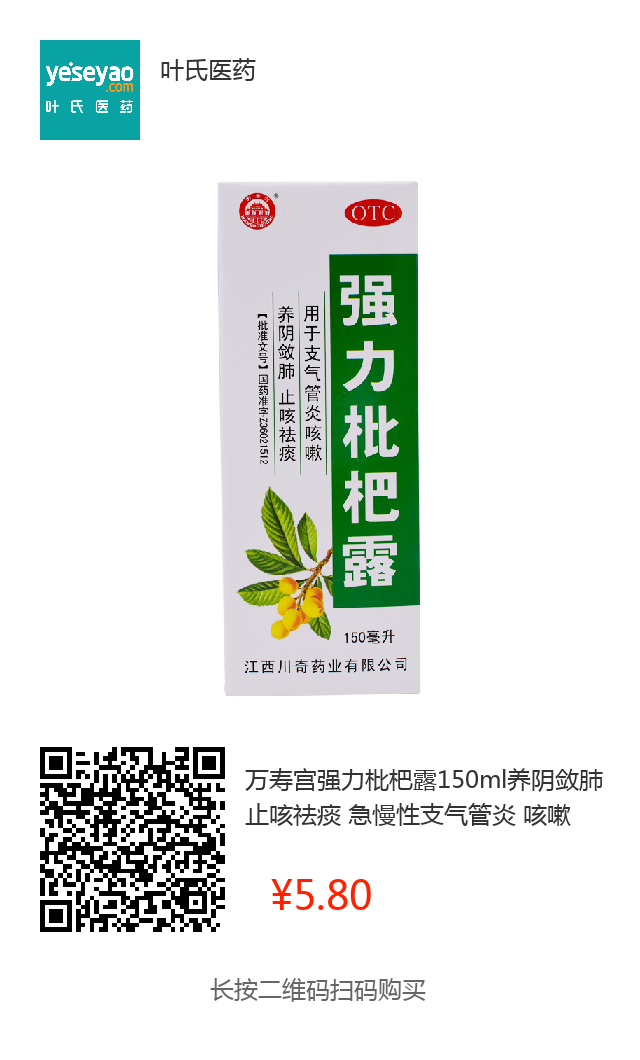 yeseyao
.com
叶氏医药
叶氏医药
OTC
强力枇杷露
用于支气管炎咳嗽
养阴敛肺 止咳祛痰
【批准文号】国药准字Z36021512
150毫升
江西川奇药业有限公司
万寿宫强力枇杷露150ml养阴敛肺
止咳祛痰 急慢性支气管炎 咳嗽
¥5.80
长按二维码扫码购买